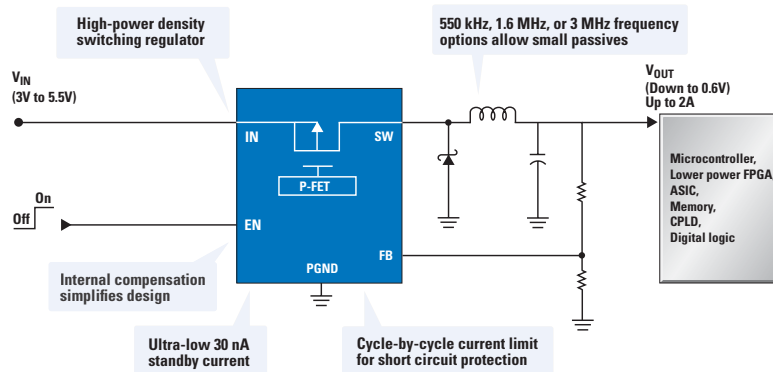 High-power density
switching regulator
550 kHz, 1.6 MHz, or 3 MHz frequency
options allow small passives
VIN
(3V to 5.5V)
VOUT
(Down to 0.6V)
Up to 2A
IN
SW
P-FET
Microcontroller,
Lower power FPGA,
ASIC,
Memory,
CPLD,
Digital logic
On
Off
EN
FB
PGND
Internal compensation
simplifies design
Ultra-low 30 nA
standby current
Cycle-by-cycle current limit
for short circuit protection